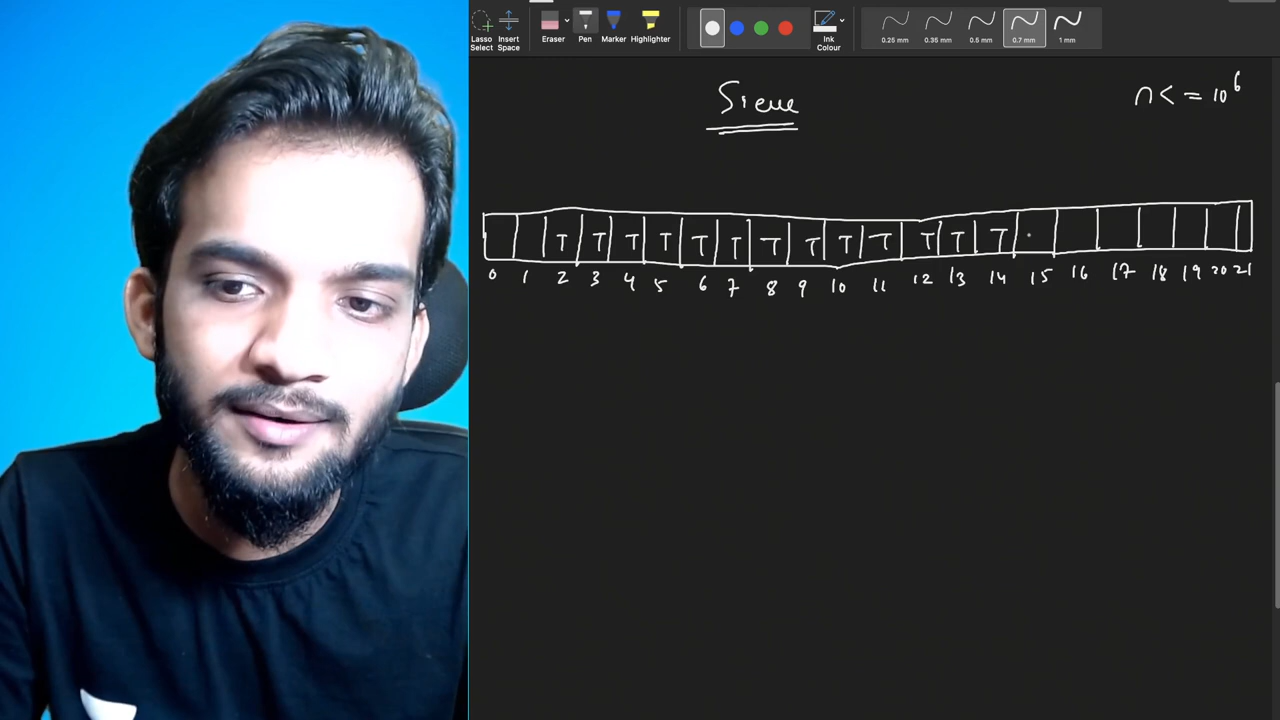 Lasso Select
Insert Space
Eraser
Pen
Marker
Highlighter
Ink Colour
0.25 mm
0.35 mm
0.5 mm
0.7 mm
1 mm
Sieve
n <= 10^6
T T T T T T T T T T T T T
0 1 2 3 4 5 6 7 8 9 10 11 12 13 14 15 16 17 18 19 20 21